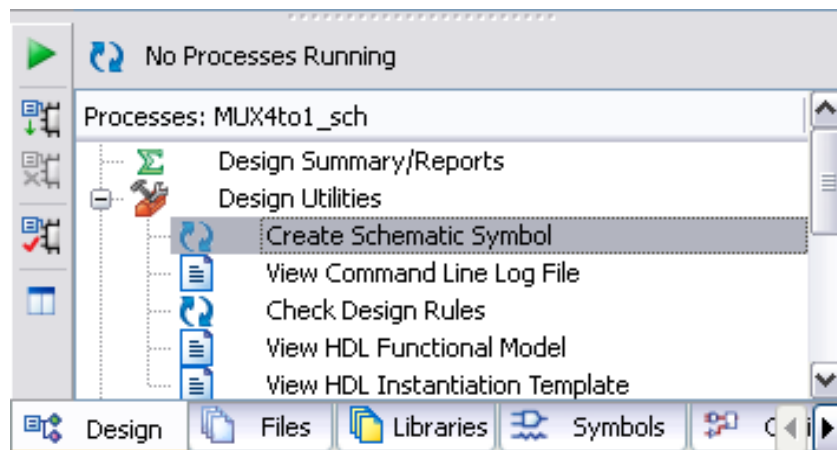 No Processes Running
Processes: MUX4to1_sch
Design Summary/Reports
Design Utilities
Create Schematic Symbol
View Command Line Log File
Check Design Rules
View HDL Functional Model
View HDL Instantiation Template
Design Files Libraries Symbols